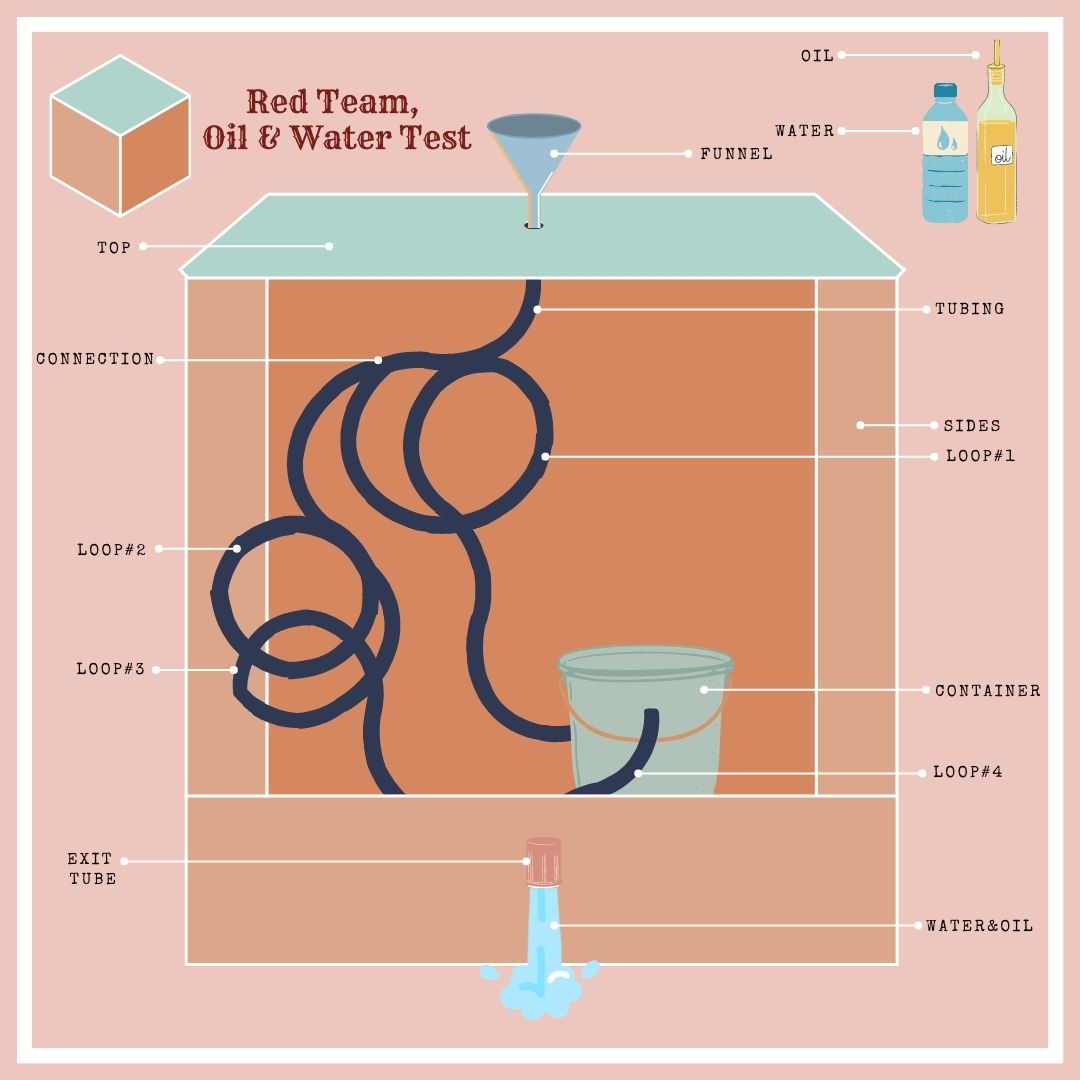 OIL
Red Team,
Oil & Water Test
WATER
oil
FUNNEL
TOP
TUBING
CONNECTION
SIDES
LOOP#1
LOOP#2
LOOP#3
CONTAINER
LOOP#4
EXIT
TUBE
WATER&OIL